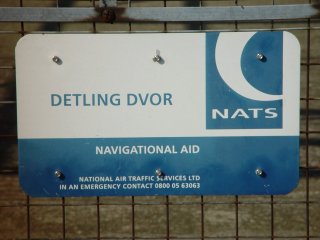 DETLING DVOR
NATS
NAVIGATIONAL AID
NATIONAL AIR TRAFFIC SERVICES LTD
IN AN EMERGENCY CONTACT 0800 05 63063